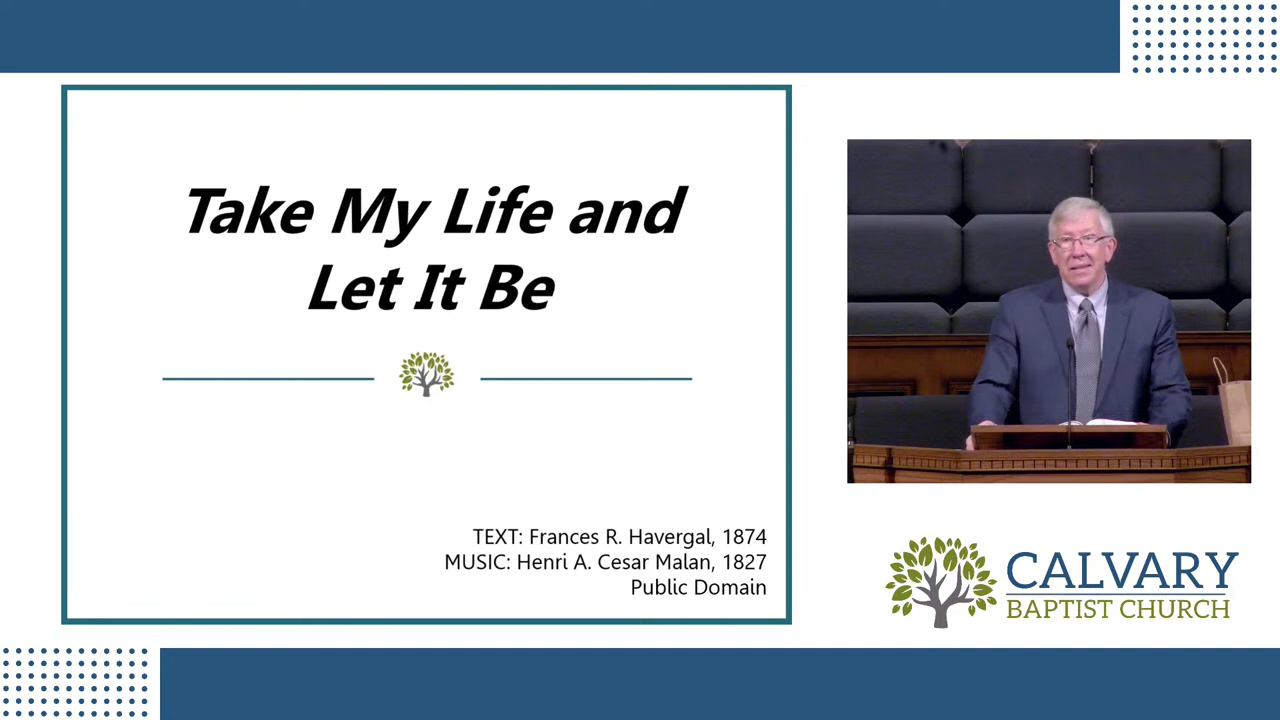 Take My Life and
Let It Be
TEXT: Frances R. Havergal, 1874
MUSIC: Henri A. Cesar Malan, 1827
Public Domain
CALVARY
BAPTIST CHURCH